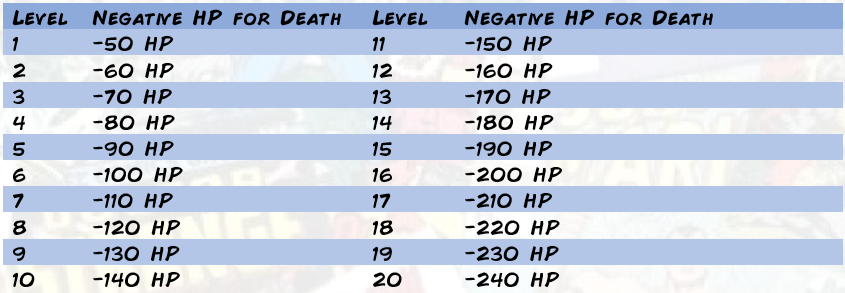 Level Negative HP for Death Level Negative HP for Death
1 -50 HP 11 -150 HP
2 -60 HP 12 -160 HP
3 -70 HP 13 -170 HP
4 -80 HP 14 -180 HP
5 -90 HP 15 -190 HP
6 -100 HP 16 -200 HP
7 -110 HP 17 -210 HP
8 -120 HP 18 -220 HP
9 -130 HP 19 -230 HP
10 -140 HP 20 -240 HP